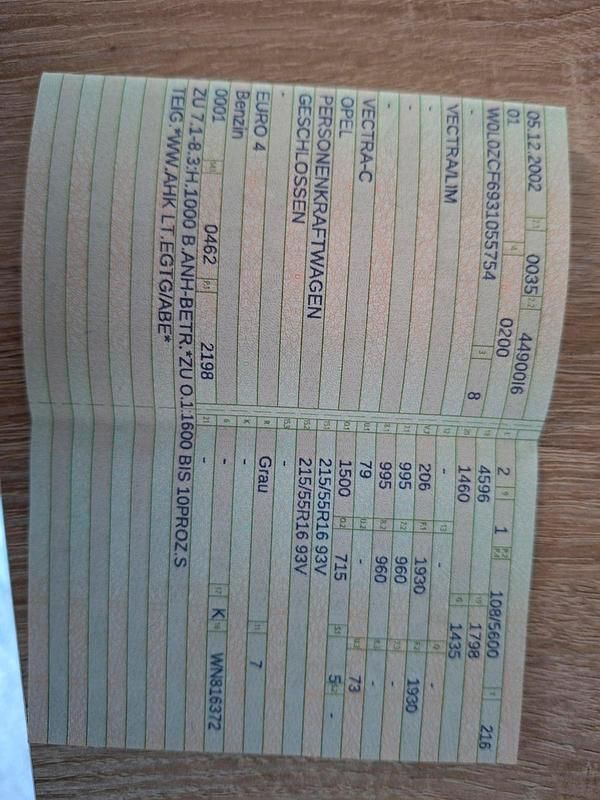 05.12.2002 0035 44900I6
01 0200
W0L0ZCF6931055754 8
-
VECTRA/LIM
-
-
-
VECTRA-C
OPEL
PERSONENKRAFTWAGEN
GESCHLOSSEN
-
EURO 4
Benzin
0001 0462 2198
2 1 108/5600 216
4596 1798
1460 1435
- - -
206 1930 1930
995 960 -
995 960 -
79 - 73
1500 715 5 -
215/55R16 93V
215/55R16 93V
-
Grau 7
-
- K WN816372
ZU 7.1-8.3:H.1000 B.ANH-BETR.*ZU O.1:1600 BIS 10PROZ.S
TEIG.*WW.AHK LT.EGTG/ABE*